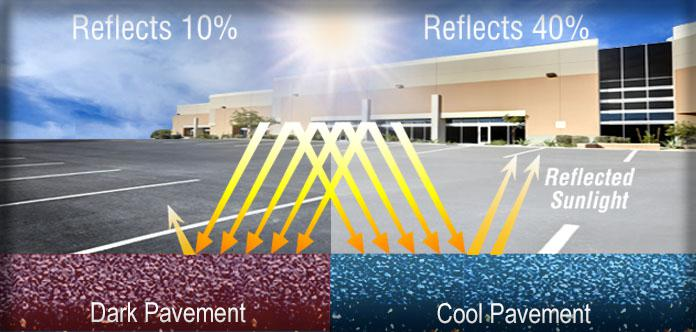 Reflects 10%
Reflects 40%
Reflected
Sunlight
Dark Pavement
Cool Pavement